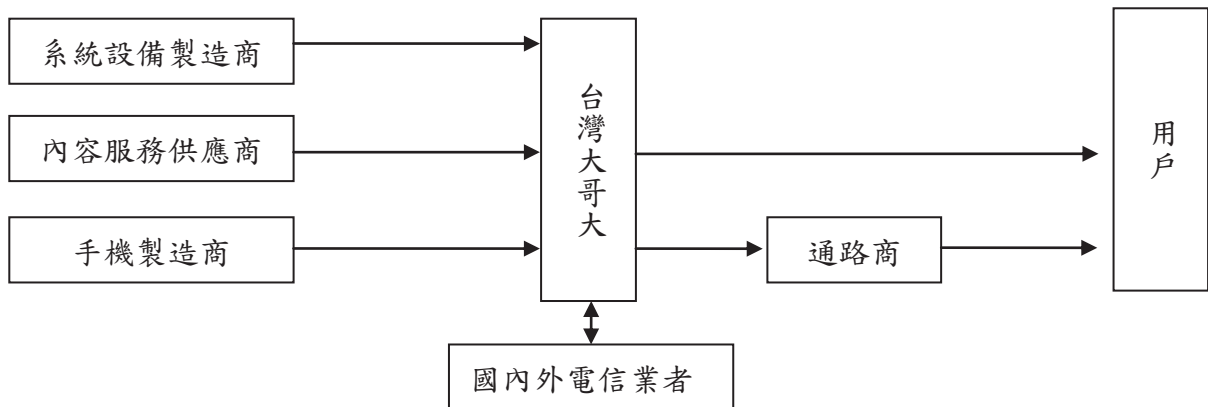 系統設備製造商
內容服務供應商
手機製造商
台灣大哥大
通路商
用戶
國內外電信業者